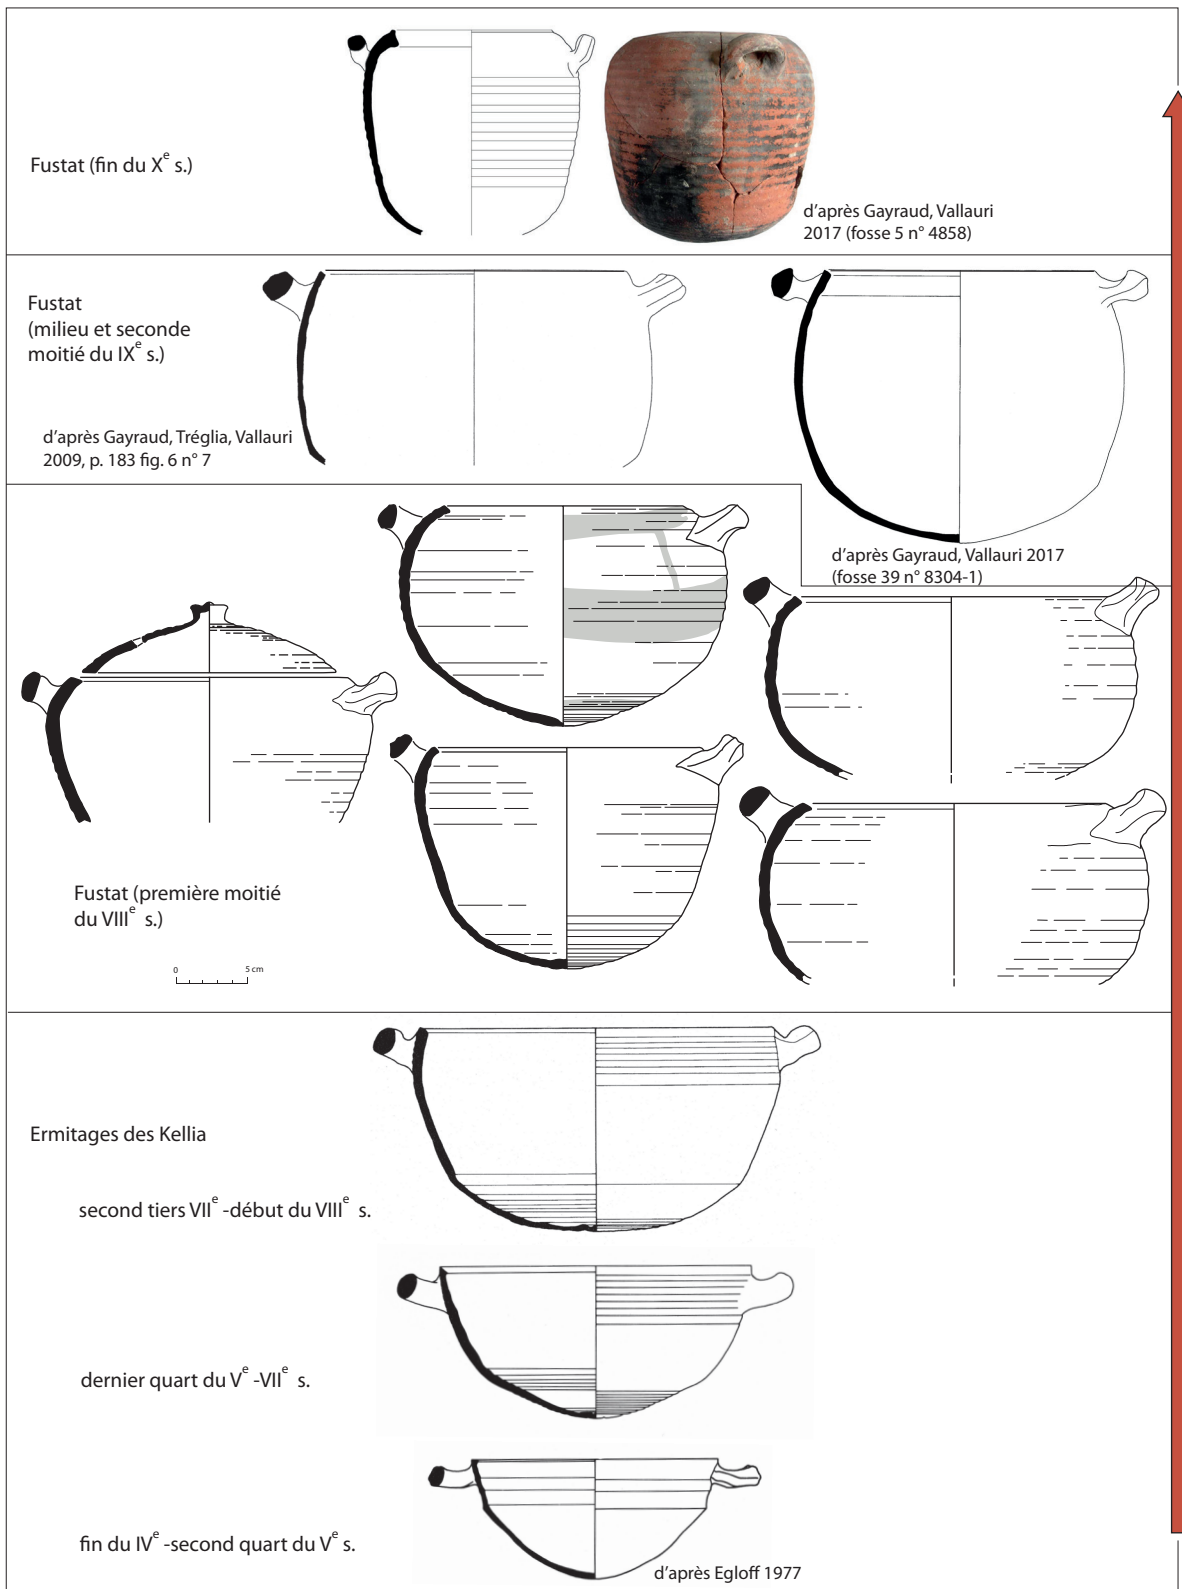 Fustat (fin du Xe s.)
d'après Gayraud, Vallauri
2017 (fosse 5 n° 4858)
Fustat
(milieu et seconde
moitié du IXe s.)
d'après Gayraud, Tréglia, Vallauri
2009, p. 183 fig. 6 n° 7
d'après Gayraud, Vallauri 2017
(fosse 39 n° 8304-1)
Fustat (première moitié
du VIIIe s.)
0 5 cm
Ermitages des Kellia
second tiers VIIe -début du VIIIe s.
dernier quart du Ve -VIIe s.
fin du IVe -second quart du Ve s.
d'après Egloff 1977